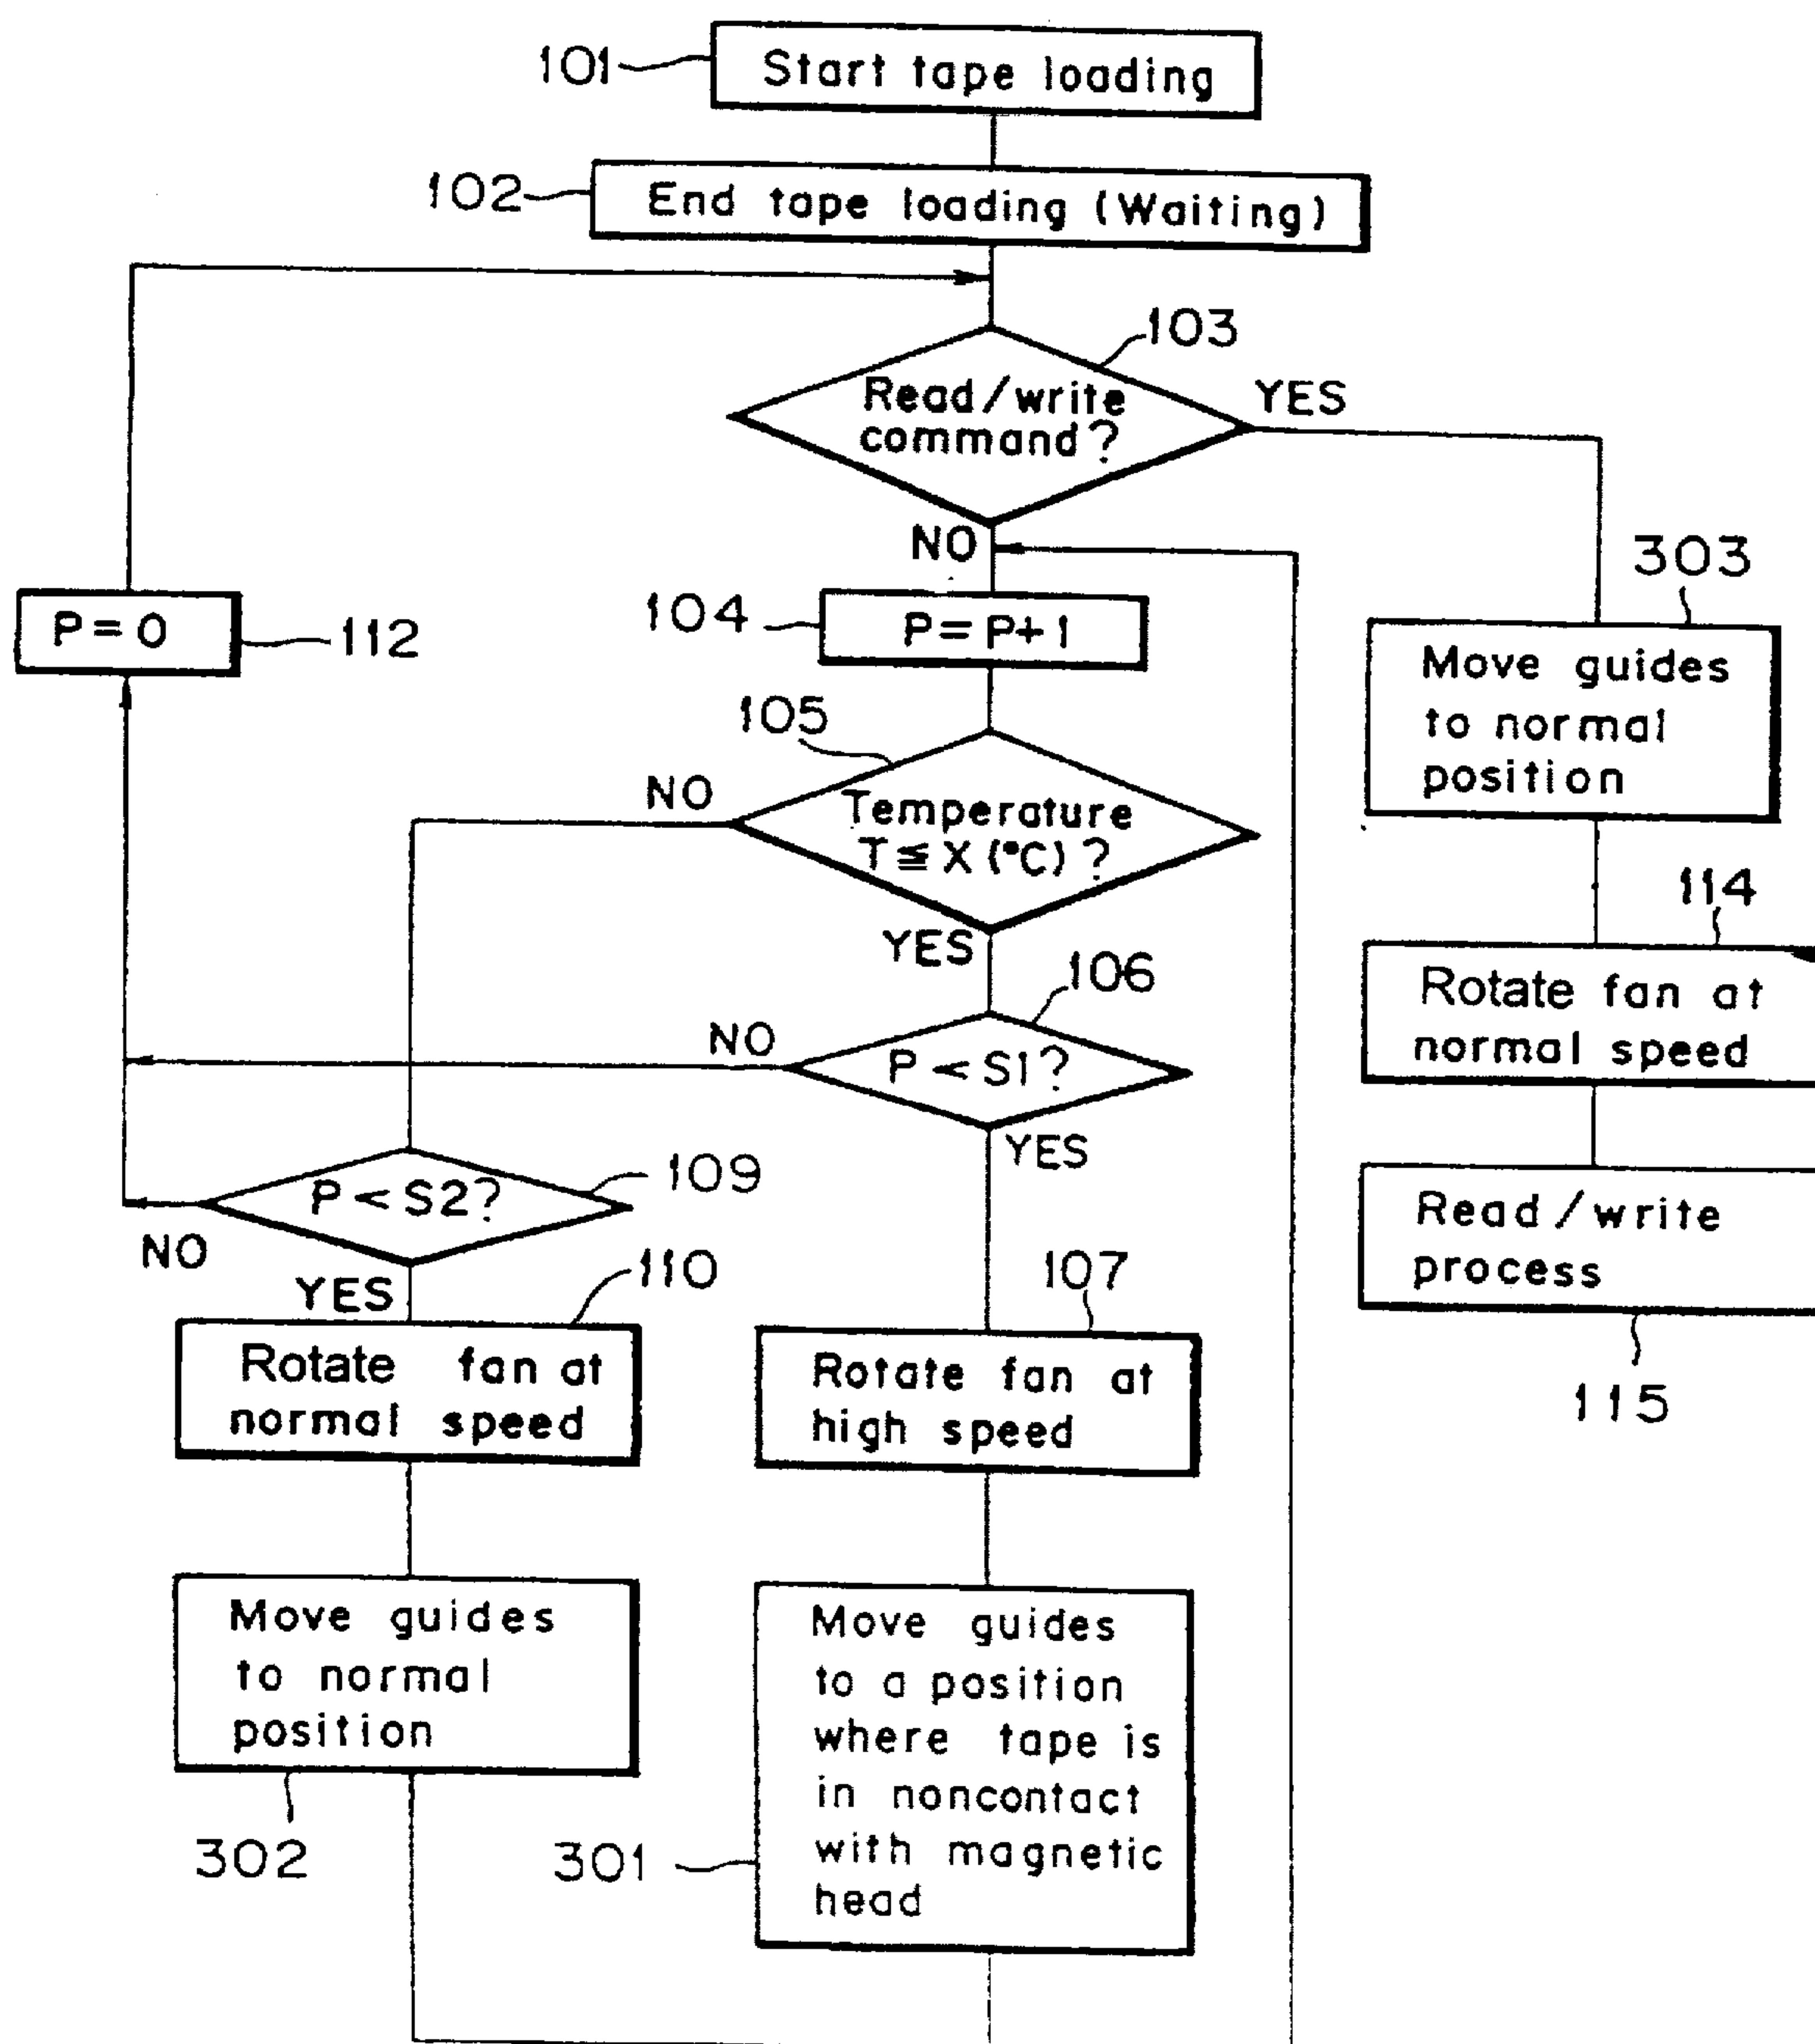 101
Start tape loading
102
End tape loading (Waiting)
103
Read/write
command?
YES
NO
303
P=0
112
104
P=P+1
Move guides
to normal
position
105
NO
Temperature
T≦X(°C)?
YES
114
Rotate fan at
normal speed
106
NO
P<S1?
YES
109
P<S2?
NO
YES
Read/write
process
115
110
Rotate fan at
normal speed
107
Rotate fan at
high speed
Move guides
to normal
position
302
Move guides
to a position
where tape is
in noncontact
with magnetic
head
301